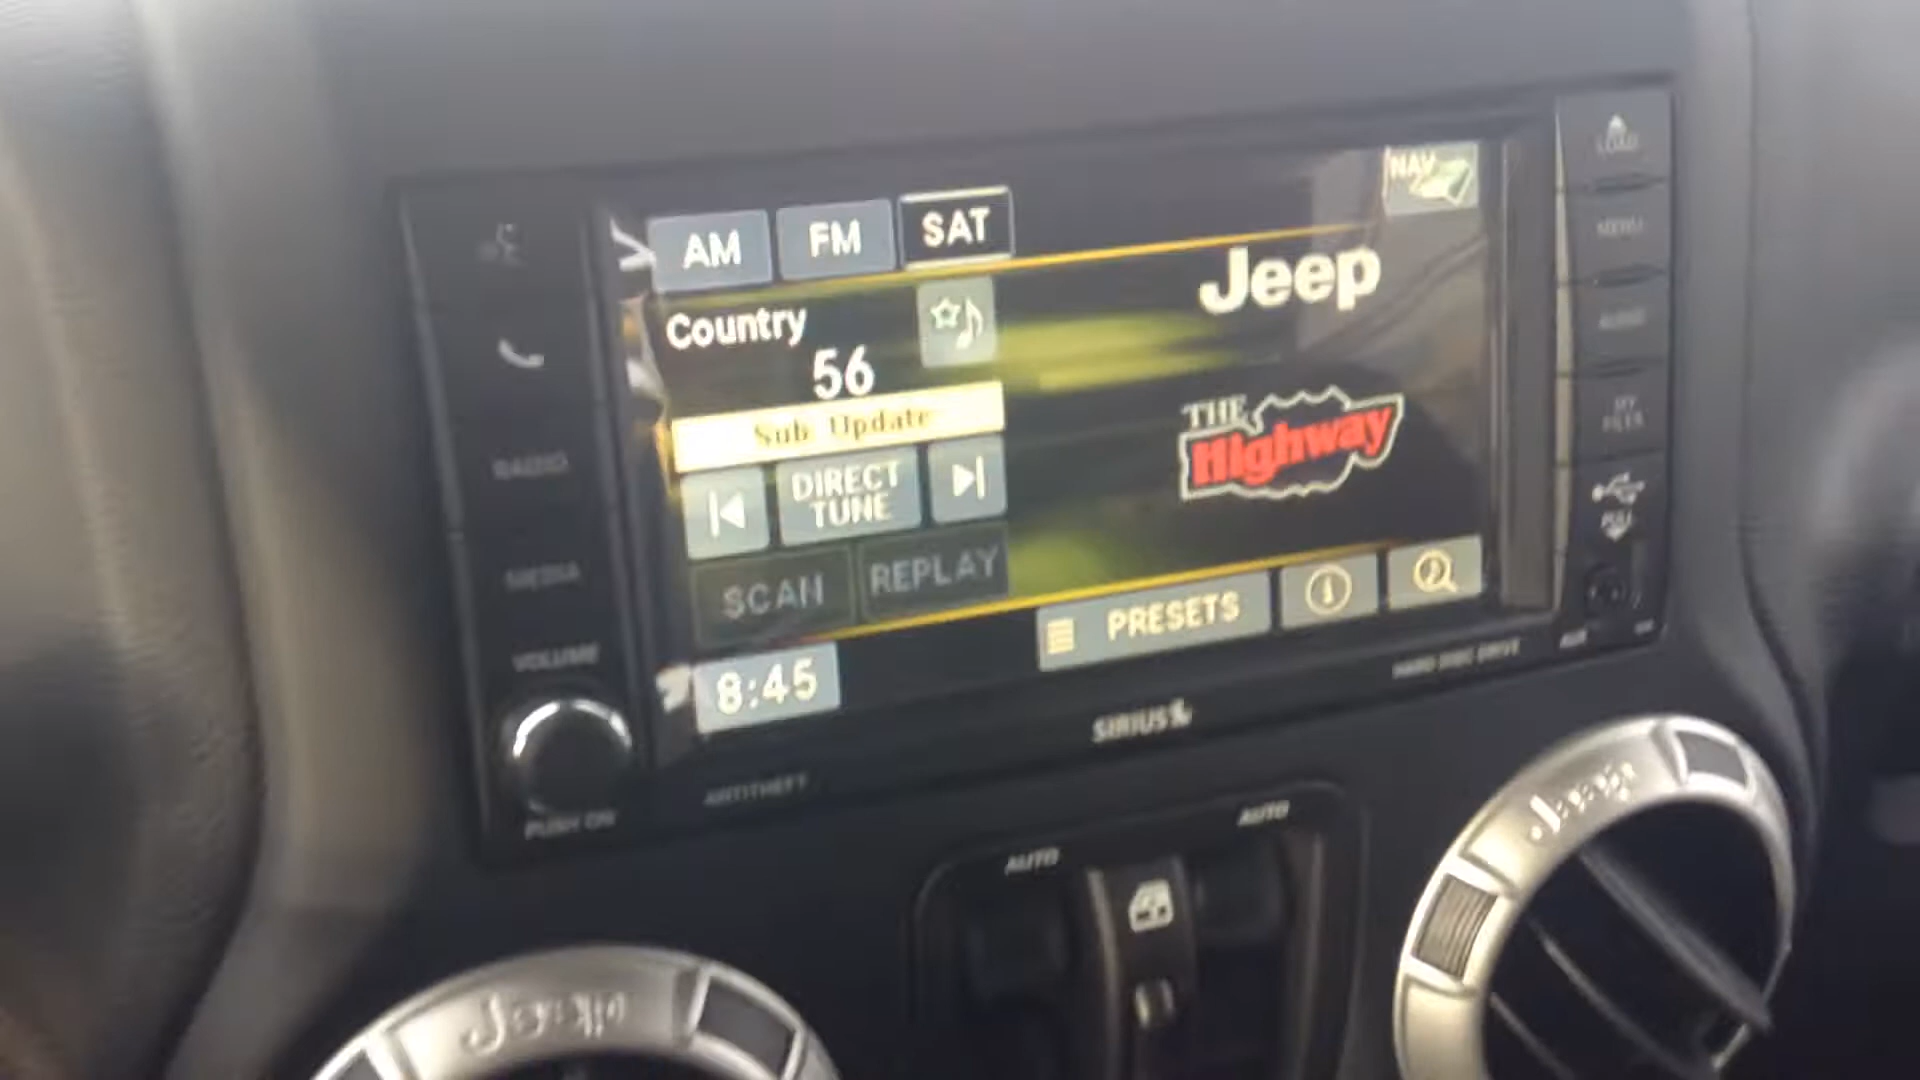 LOAD
NAV
AM FM SAT
Jeep
MENU
Country
56
AUDIO
THE
Highway
MY
FILES
Sub Update
RADIO
DIRECT
TUNE
PULL
SCAN REPLAY
MEDIA
PRESETS
VOLUME
8:45
HARD DISC DRIVE
AUX
SIRIUS
ANTITHEFT
PUSH ON
AUTO
AUTO
Jeep
Jeep